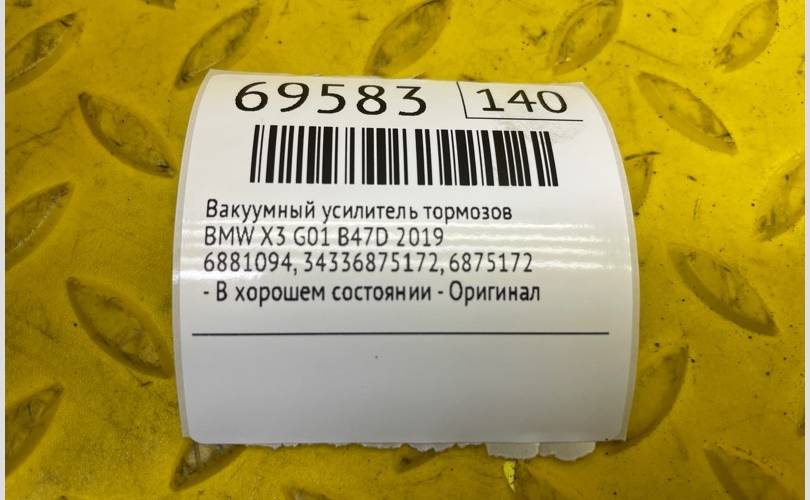 69583 140
Вакуумный усилитель тормозов
BMW X3 G01 B47D 2019
6881094, 34336875172, 6875172
- В хорошем состоянии - Оригинал